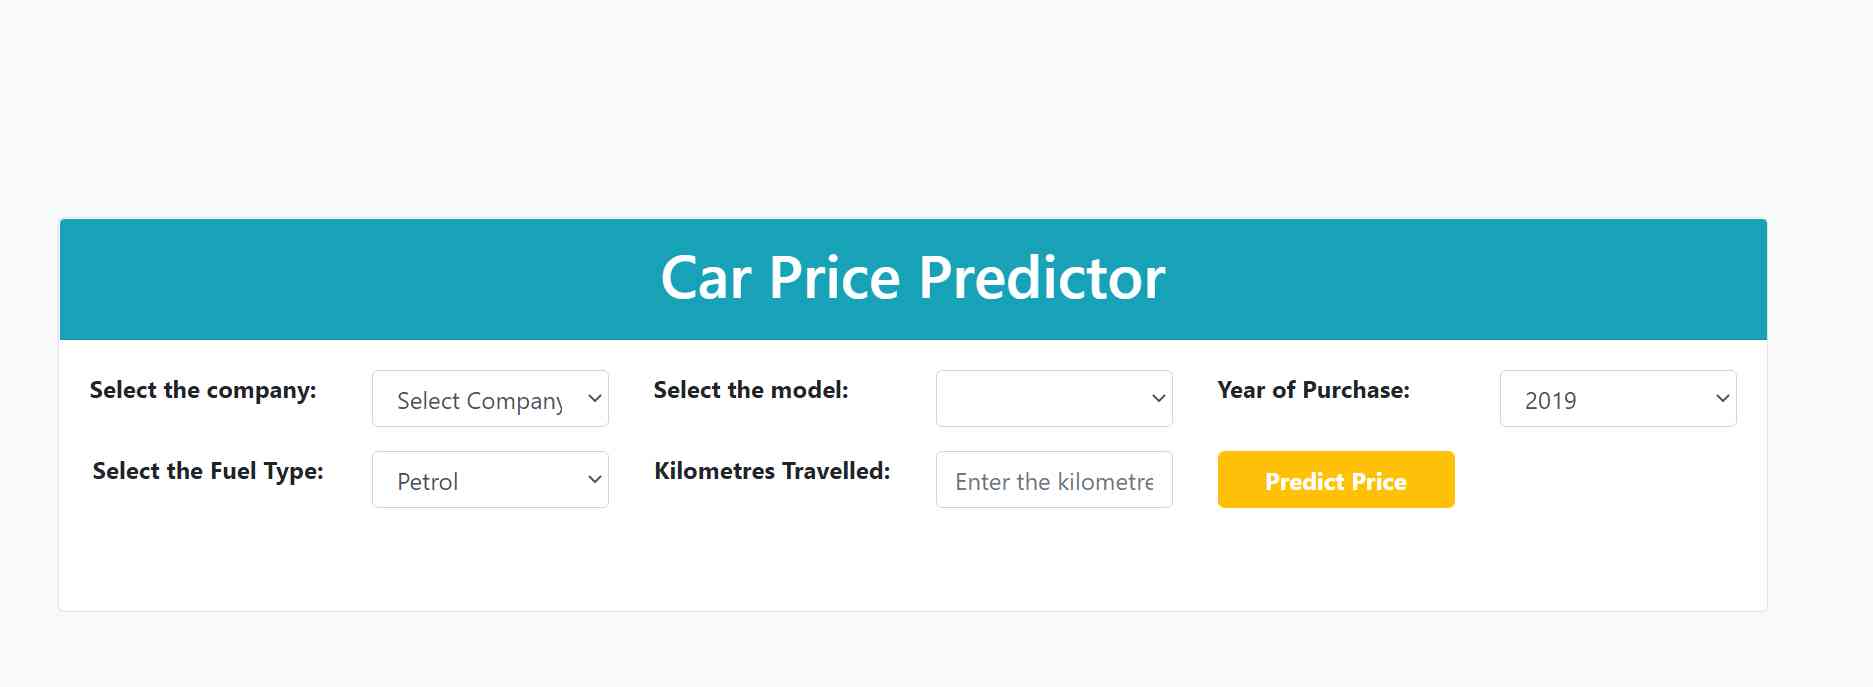 Car Price Predictor
Select the company: Select Company Select the model: Year of Purchase: 2019
Select the Fuel Type: Petrol Kilometres Travelled: Enter the kilometre Predict Price